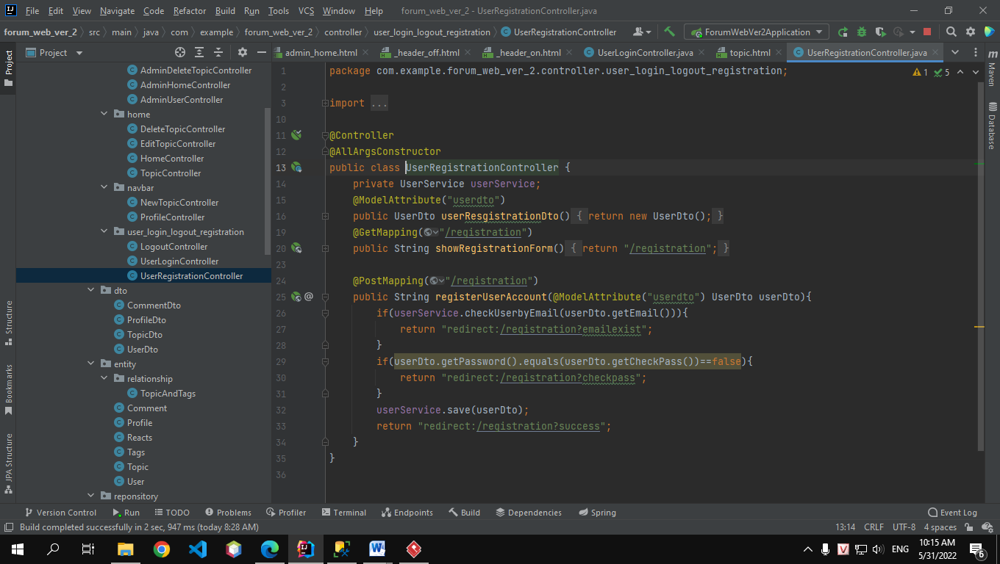 File Edit View Navigate Code Refactor Build Run Tools VCS Window Help forum_web_ver_2 - UserRegistrationController.java
forum_web_ver_2 src main java com example forum_web_ver_2 controller user_login_logout_registration UserRegistrationController ForumWebVer2Application
Project admin_home.html _header_off.html _header_on.html UserLoginController.java topic.html UserRegistrationController.java
Project
Structure
Bookmarks
JPA Structure
AdminDeleteTopicController
AdminHomeController
AdminUserController
home
DeleteTopicController
EditTopicController
HomeController
TopicController
navbar
NewTopicController
ProfileController
user_login_logout_registration
LogoutController
UserLoginController
UserRegistrationController
dto
CommentDto
ProfileDto
TopicDto
UserDto
entity
relationship
TopicAndTags
Comment
Profile
Reacts
Tags
Topic
User
reponsitory
1 package com.example.forum_web_ver_2.controller.user_login_logout_registration;
2
3 import ...
10
11 @Controller
12 @AllArgsConstructor
13 public class UserRegistrationController {
14 private UserService userService;
15 @ModelAttribute("userdto")
16 public UserDto userResgistrationDto() { return new UserDto(); }
19 @GetMapping("/registration")
20 public String showRegistrationForm() { return "/registration"; }
23
24 @PostMapping("/registration")
25 @ public String registerUserAccount(@ModelAttribute("userdto") UserDto userDto){
26 if(userService.checkUserbyEmail(userDto.getEmail())){
27 return "redirect:/registration?emailexist";
28 }
29 if(userDto.getPassword().equals(userDto.getCheckPass())==false){
30 return "redirect:/registration?checkpass";
31 }
32 userService.save(userDto);
33 return "redirect:/registration?success";
34 }
35 }
36
1 5
m
Maven
Database
Version Control Run TODO Problems Profiler Terminal Endpoints Build Dependencies Spring Event Log
Build completed successfully in 2 sec, 947 ms (today 8:28 AM) 13:14 CRLF UTF-8 4 spaces
ENG 10:15 AM
5/31/2022 6